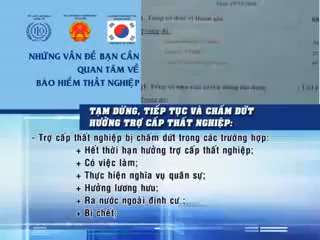 NHỮNG VẤN ĐỀ BẠN CẦN
QUAN TÂM VỀ
BẢO HIỂM THẤT NGHIỆP
TẠM DỪNG, TIẾP TỤC VÀ CHẤM DỨT
HƯỞNG TRỢ CẤP THẤT NGHIỆP:
- Trợ cấp thất nghiệp bị chấm dứt trong các trường hợp:
+ Hết thời hạn hưởng trợ cấp thất nghiệp;
+ Có việc làm;
+ Thực hiện nghĩa vụ quân sự;
+ Hưởng lương hưu;
+ Ra nước ngoài định cư ;
+ Bị chết;